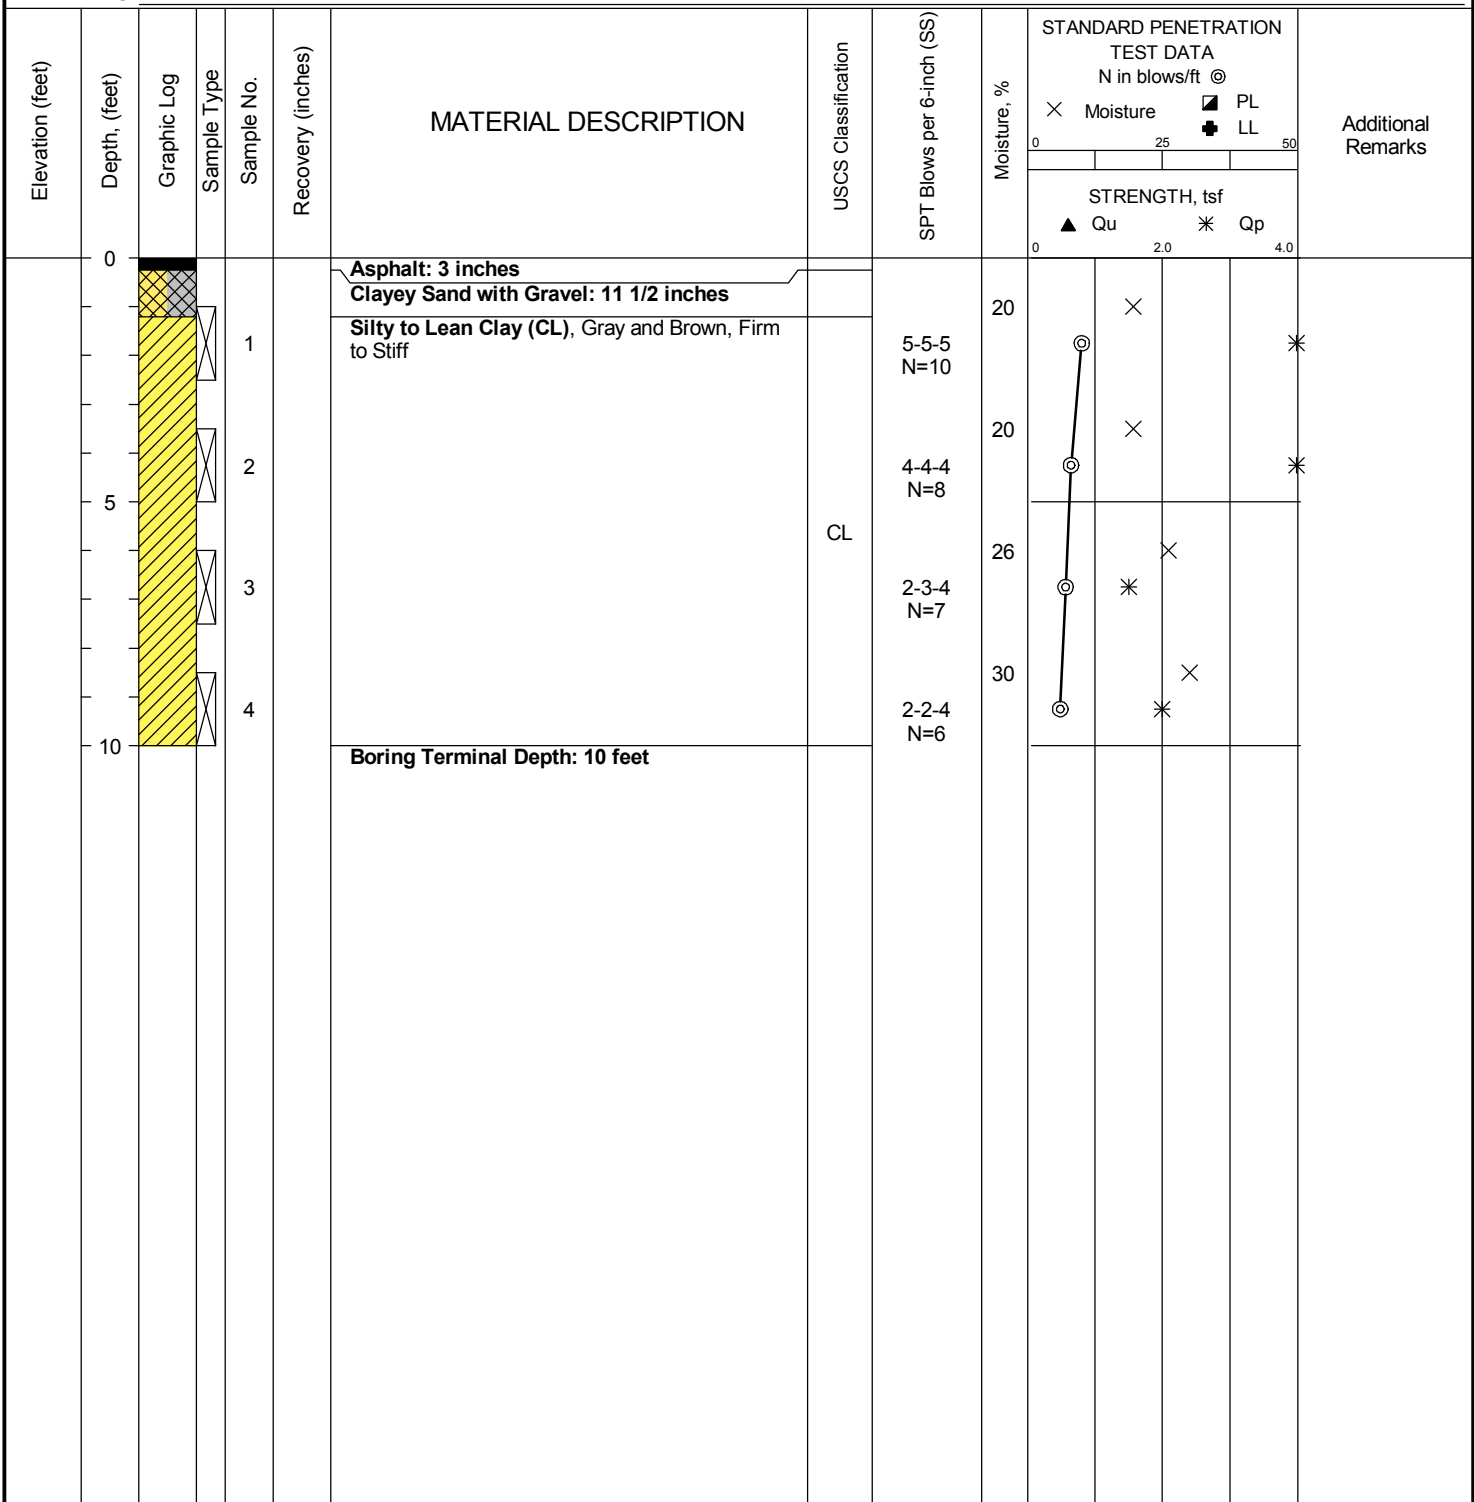 Elevation (feet)
Depth, (feet)
Graphic Log
Sample Type
Sample No.
Recovery (inches)
MATERIAL DESCRIPTION
USCS Classification
SPT Blows per 6-inch (SS)
Moisture, %
STANDARD PENETRATION
TEST DATA
N in blows/ft
Moisture
PL
LL
0 25 50
STRENGTH, tsf
Qu Qp
0 2.0 4.0
Additional
Remarks
0
Asphalt: 3 inches
Clayey Sand with Gravel: 11 1/2 inches
20
Silty to Lean Clay (CL), Gray and Brown, Firm
to Stiff
1
5-5-5
N=10
20
2
4-4-4
N=8
5
CL
26
3
2-3-4
N=7
30
4
2-2-4
N=6
10
Boring Terminal Depth: 10 feet